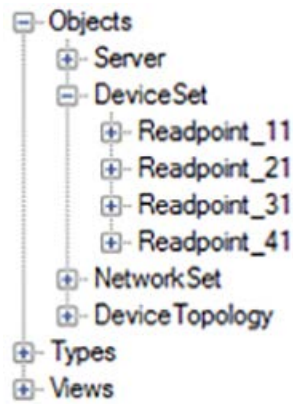 Objects
Server
DeviceSet
Readpoint_11
Readpoint_21
Readpoint_31
Readpoint_41
NetworkSet
DeviceTopology
Types
Views